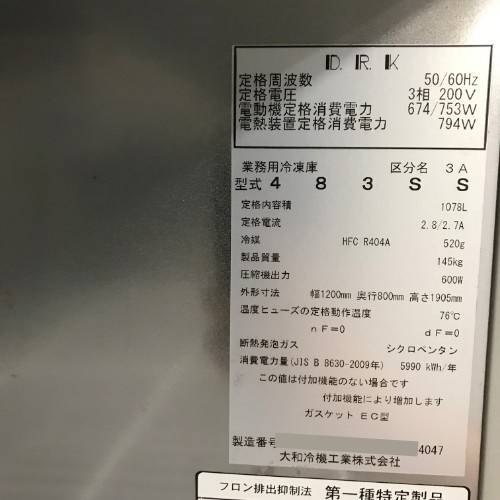 D.R.K
定格周波数 50/60Hz
定格電圧 3相 200V
電動機定格消費電力 674/753W
電熱装置定格消費電力 794W
業務用冷凍庫 区分名 3A
型式 483SS
定格内容積 1078L
定格電流 2.8/2.7A
冷媒 HFC R404A 520g
製品質量 145kg
圧縮機出力 600W
外形寸法 幅1200mm 奥行800mm 高さ1905mm
温度ヒューズの定格動作温度 76℃
nF=0 dF=0
断熱発泡ガス シクロペンタン
消費電力量(JIS B 8630-2009年) 5990 kWh/年
この値は付加機能のない場合です
付加機能により増加します
ガスケット EC型
製造番号 4047
大和冷機工業株式会社
フロン排出抑制法 第一種特定製品